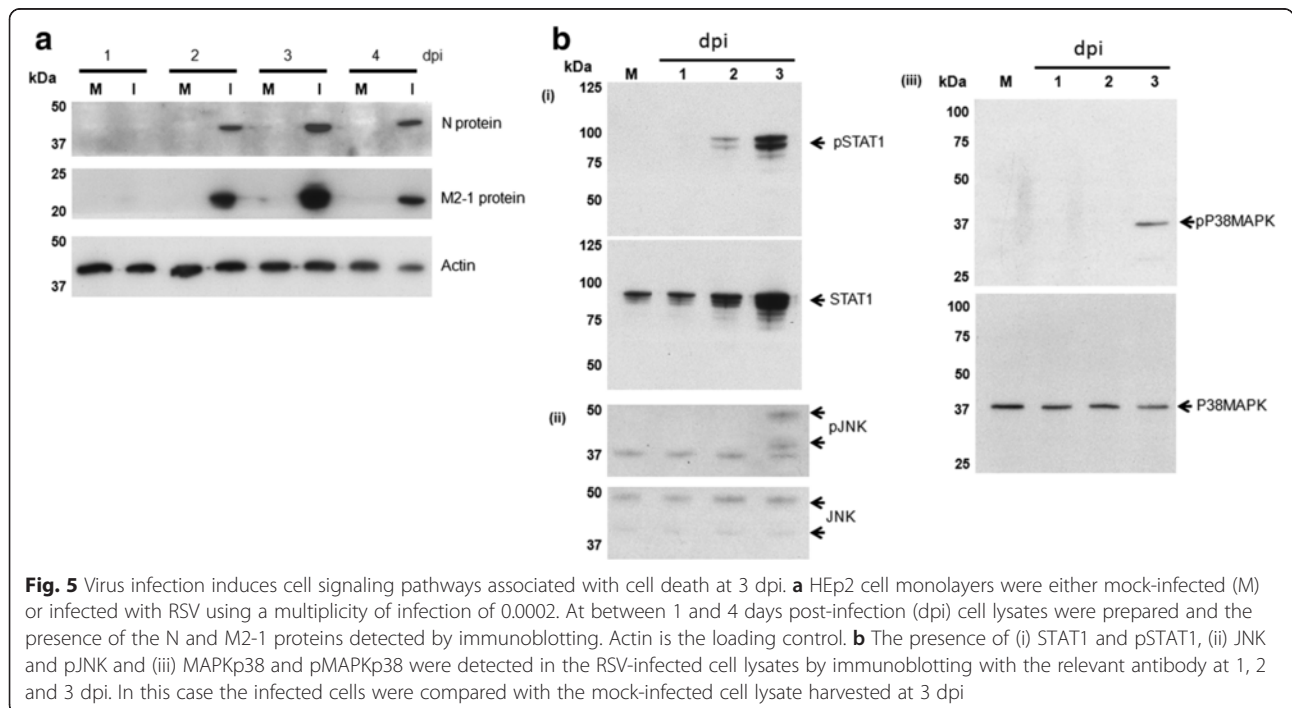 a
1 2 3 4 dpi
kDa M I M I M I M I
50
N protein
37
25
M2-1 protein
20
50
Actin
37
b
dpi
kDa M 1 2 3
(i)
125
100
pSTAT1
75
50
125
100
STAT1
75
50
(ii)
50
pJNK
37
50
JNK
37
dpi
(iii) kDa M 1 2 3
100
75
50
37
pP38MAPK
25
100
75
50
37
P38MAPK
25
Fig. 5 Virus infection induces cell signaling pathways associated with cell death at 3 dpi. a HEp2 cell monolayers were either mock-infected (M)
or infected with RSV using a multiplicity of infection of 0.0002. At between 1 and 4 days post-infection (dpi) cell lysates were prepared and the
presence of the N and M2-1 proteins detected by immunoblotting. Actin is the loading control. b The presence of (i) STAT1 and pSTAT1, (ii) JNK
and pJNK and (iii) MAPKp38 and pMAPKp38 were detected in the RSV-infected cell lysates by immunoblotting with the relevant antibody at 1, 2
and 3 dpi. In this case the infected cells were compared with the mock-infected cell lysate harvested at 3 dpi